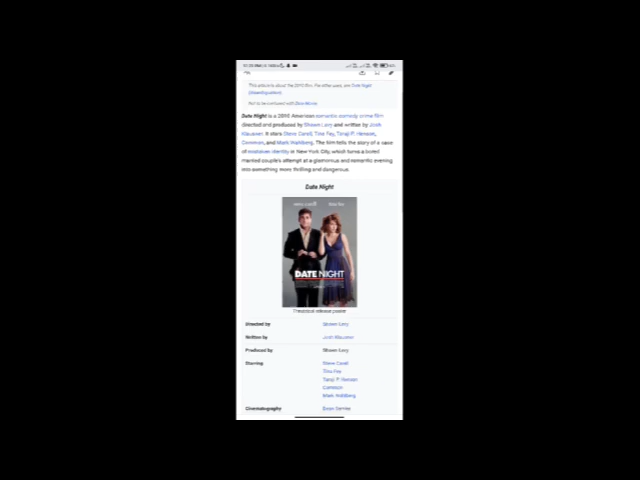 This article is about the 2010 film. For other uses, see Date Night
(disambiguation).
Not to be confused with Date Movie.
Date Night is a 2010 American romantic comedy crime film
directed and produced by Shawn Levy and written by Josh
Klausner. It stars Steve Carell, Tina Fey, Taraji P. Henson,
Common, and Mark Wahlberg. The film tells the story of a case
of mistaken identity in New York City, which turns a bored
married couple's attempt at a glamorous and romantic evening
into something more thrilling and dangerous.
Date Night
DATE NIGHT
Theatrical release poster
Directed by Shawn Levy
Written by Josh Klausner
Produced by Shawn Levy
Starring Steve Carell
Tina Fey
Taraji P. Henson
Common
Mark Wahlberg
Cinematography Dean Semler